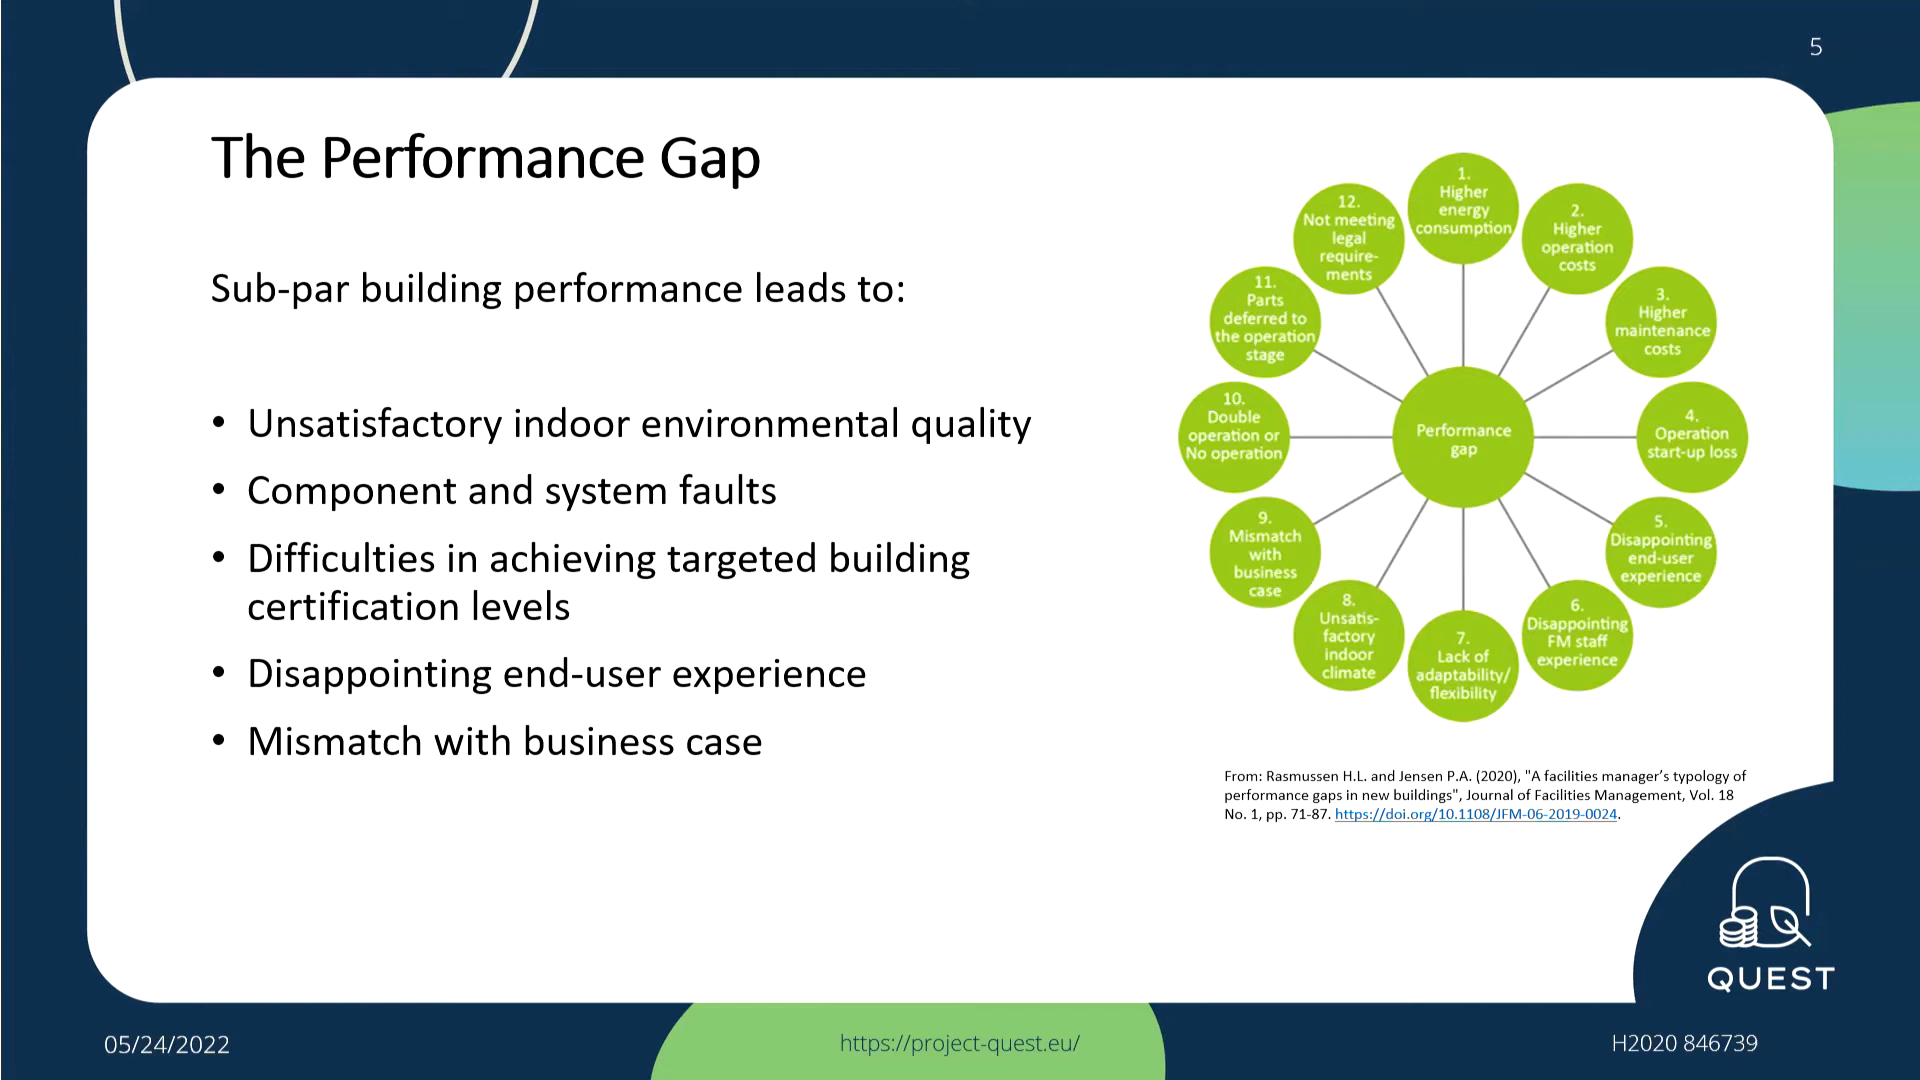 5
The Performance Gap
Sub-par building performance leads to:
• Unsatisfactory indoor environmental quality
• Component and system faults
• Difficulties in achieving targeted building
certification levels
• Disappointing end-user experience
• Mismatch with business case
1.
Higher
energy
consumption
2.
Higher
operation
costs
3.
Higher
maintenance
costs
4.
Operation
start-up loss
5.
Disappointing
end-user
experience
6.
Disappointing
FM staff
experience
7.
Lack of
adaptability/
flexibility
8.
Unsatis-
factory
indoor
climate
9.
Mismatch
with
business
case
10.
Double
operation or
No operation
11.
Parts
deferred to
the operation
stage
12.
Not meeting
legal
require-
ments
Performance
gap
From: Rasmussen H.L. and Jensen P.A. (2020), "A facilities manager’s typology of
performance gaps in new buildings", Journal of Facilities Management, Vol. 18
No. 1, pp. 71-87. https://doi.org/10.1108/JFM-06-2019-0024.
QUEST
05/24/2022
https://project-quest.eu/
H2020 846739